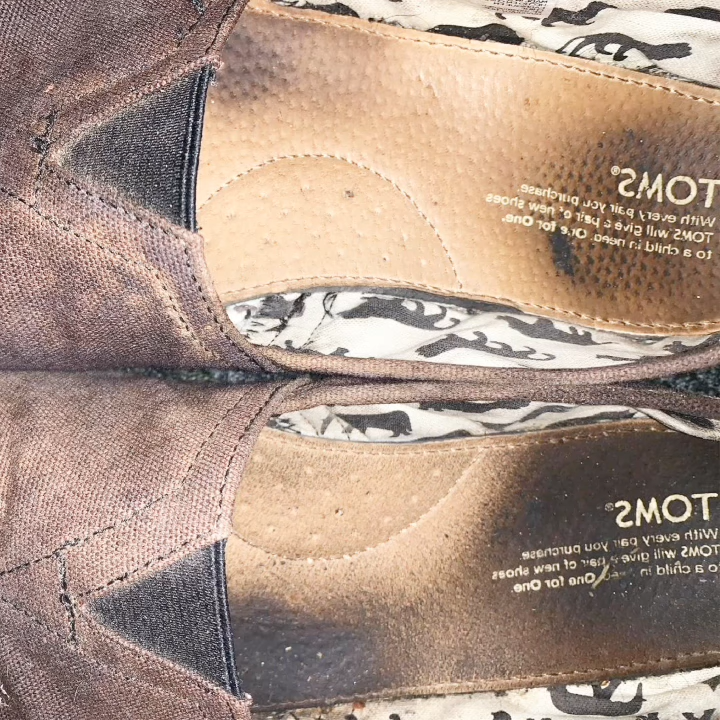 TOMS®
With every pair you purchase,
TOMS will give a pair of new shoes
to a child in need. One for One.
TOMS®
With every pair you purchase,
TOMS will give a pair of new shoes
to a child in need. One for One.